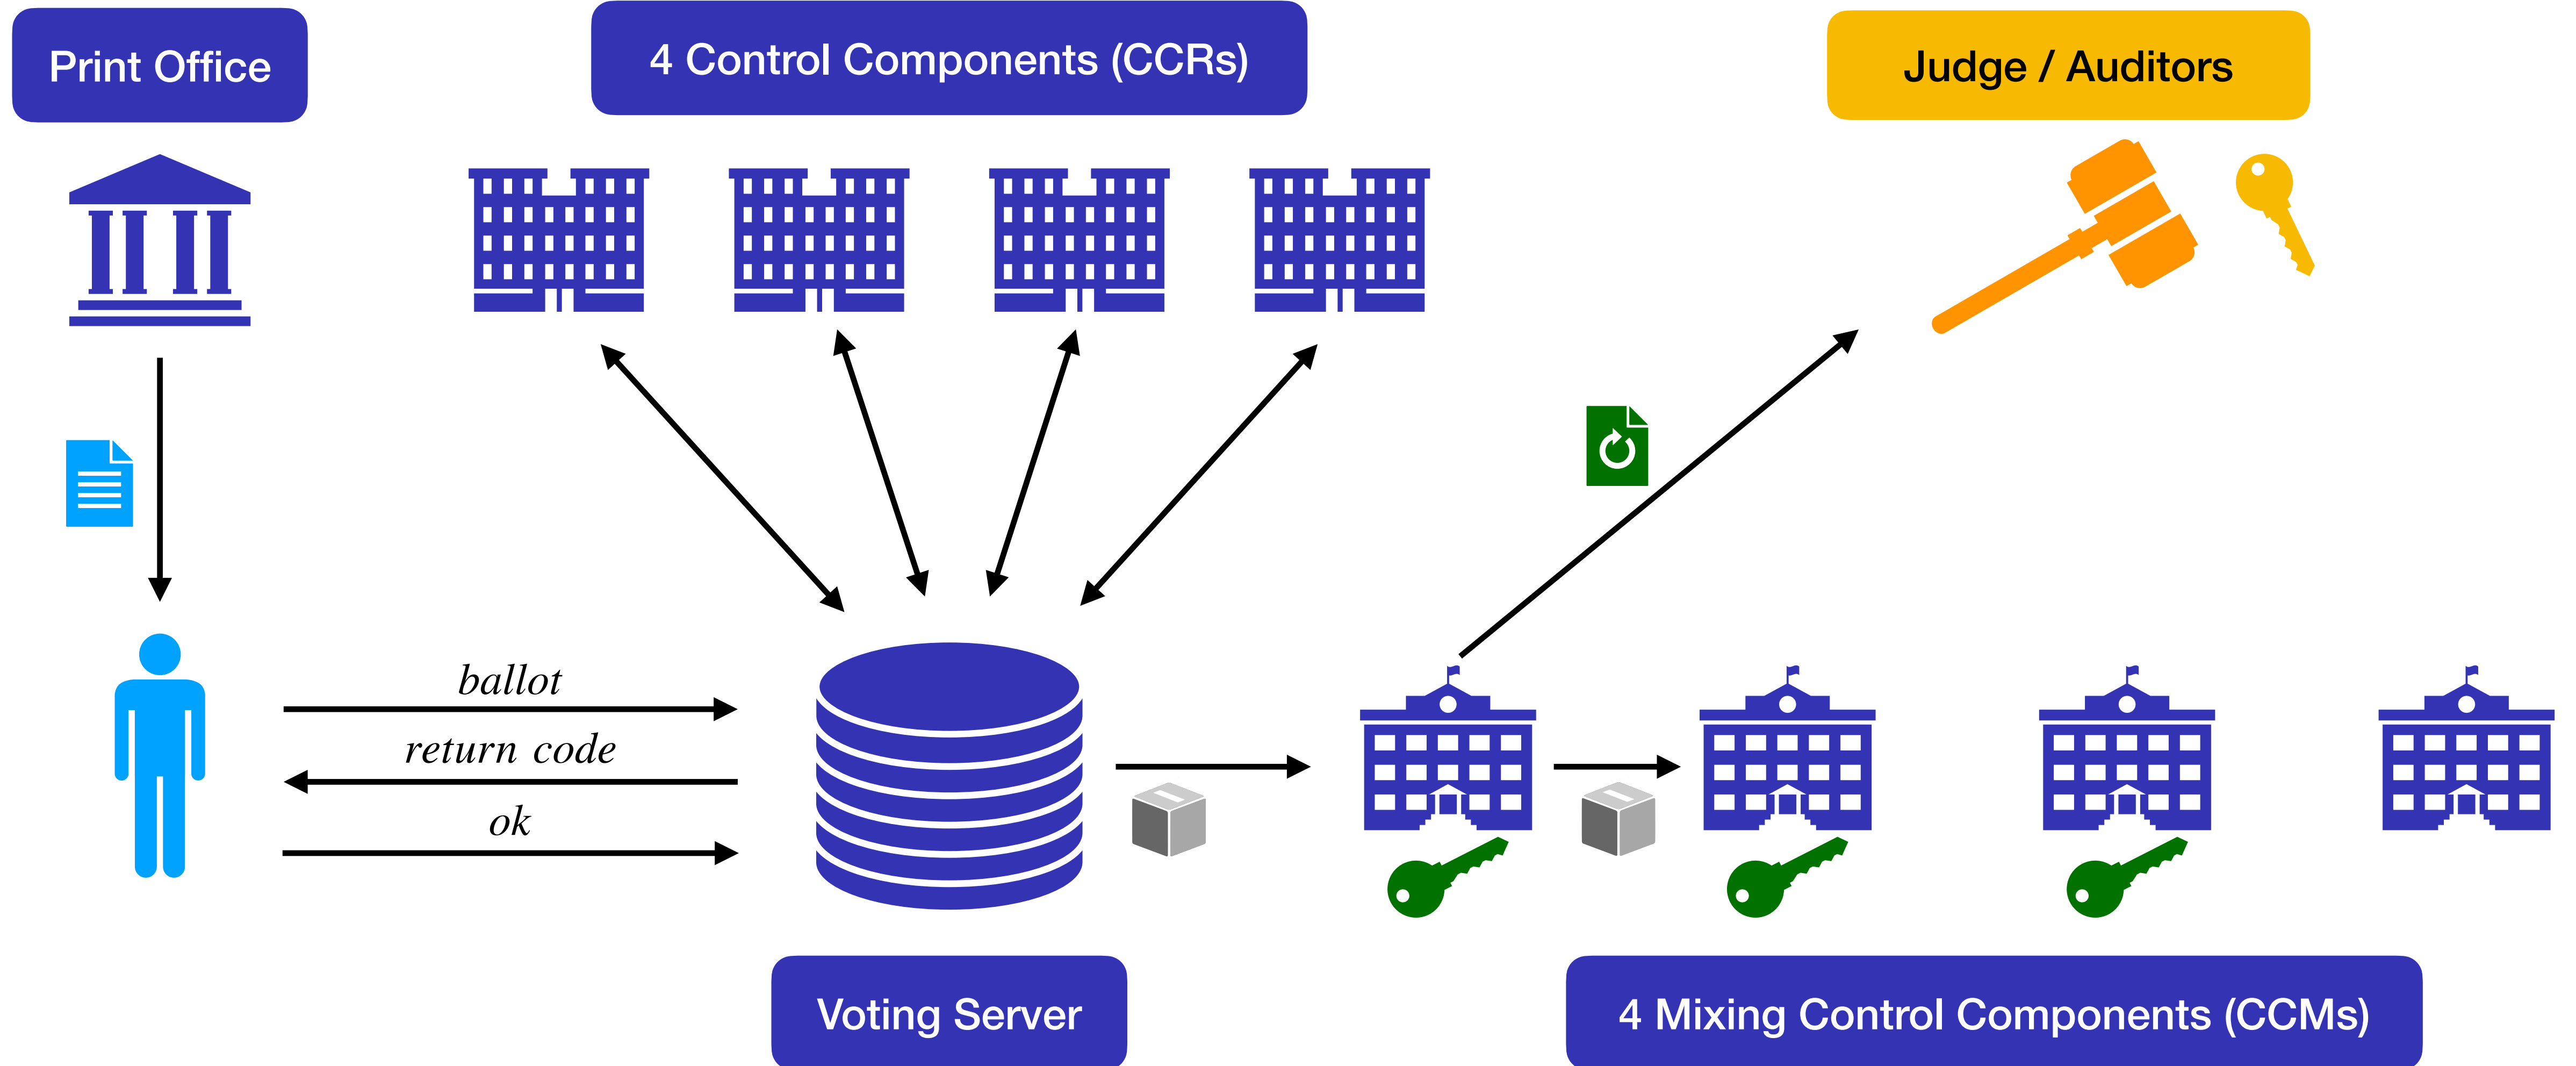 Print Office
4 Control Components (CCRs)
Judge / Auditors
ballot
return code
ok
Voting Server
4 Mixing Control Components (CCMs)